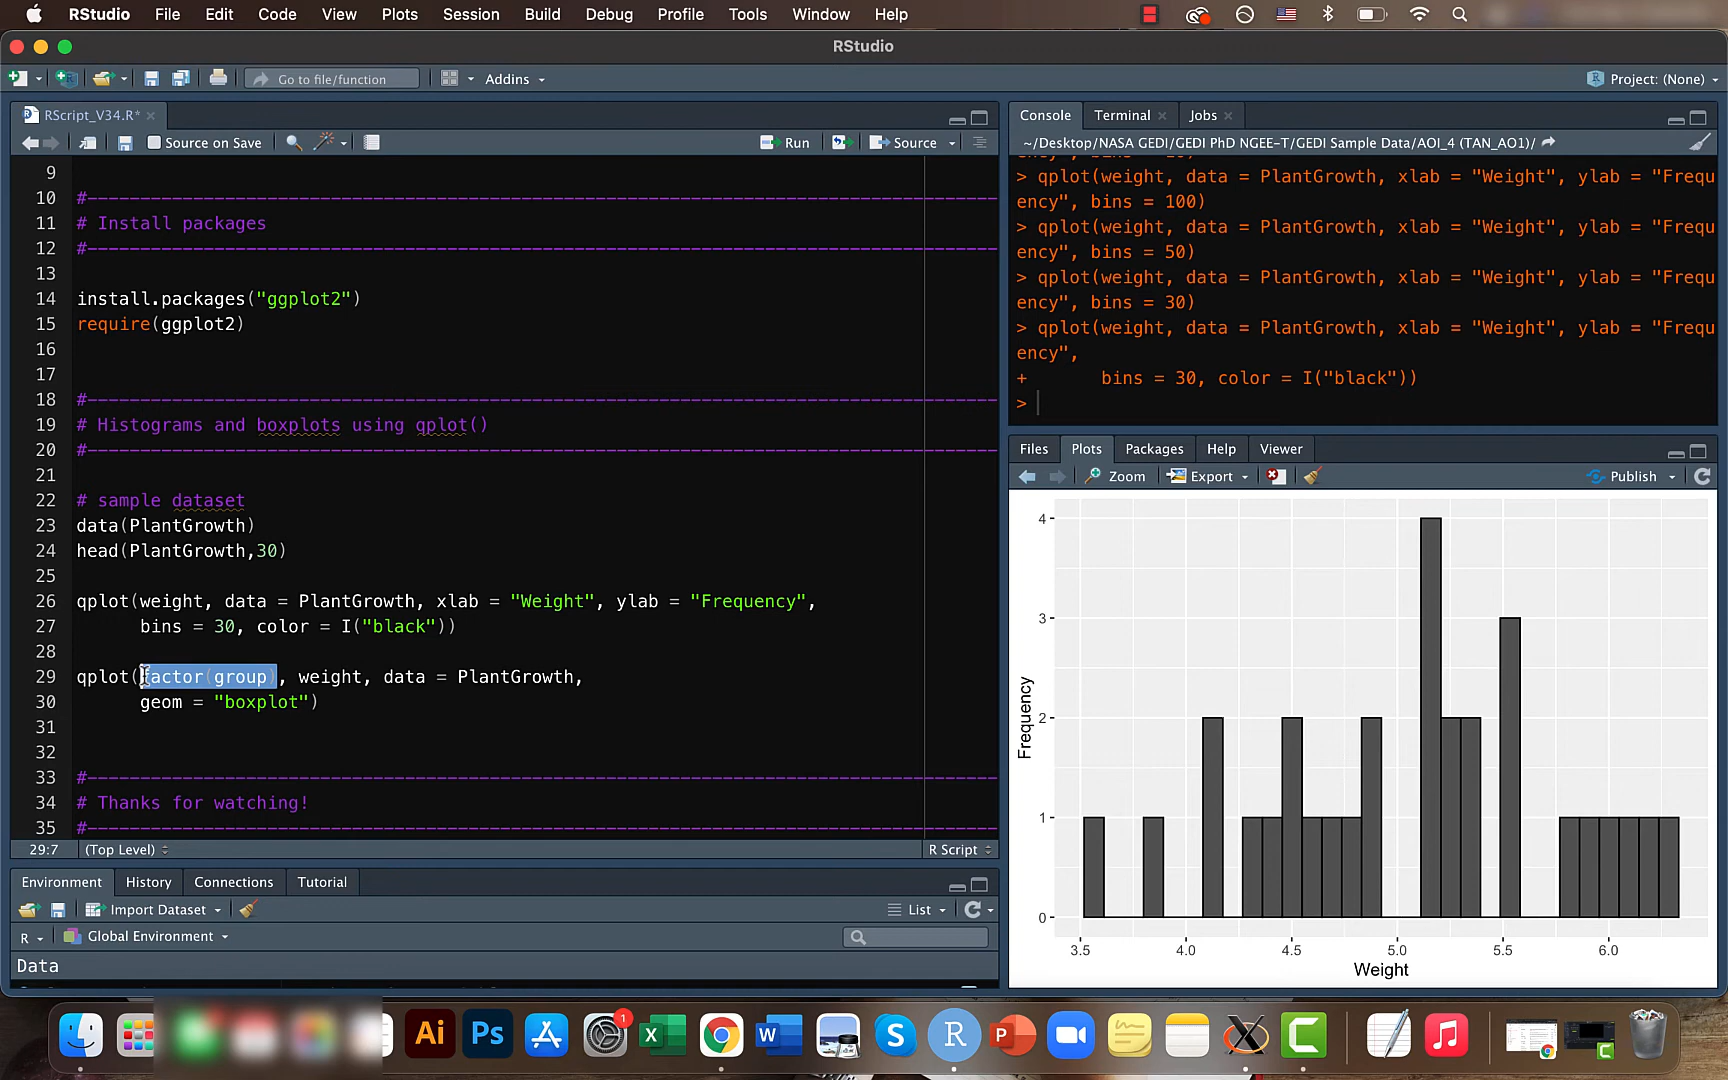 RStudio File Edit Code View Plots Session Build Debug Profile Tools Window Help
RStudio
Go to file/function Addins Project: (None)
RScript_V34.R*
Source on Save Run Source
9
10 #---------------------------------------------------------------------------------------
11 # Install packages
12 #---------------------------------------------------------------------------------------
13
14 install.packages("ggplot2")
15 require(ggplot2)
16
17
18 #---------------------------------------------------------------------------------------
19 # Histograms and boxplots using qplot()
20 #---------------------------------------------------------------------------------------
21
22 # sample dataset
23 data(PlantGrowth)
24 head(PlantGrowth,30)
25
26 qplot(weight, data = PlantGrowth, xlab = "Weight", ylab = "Frequency",
27 bins = 30, color = I("black"))
28
29 qplot(factor(group), weight, data = PlantGrowth,
30 geom = "boxplot")
31
32
33 #---------------------------------------------------------------------------------------
34 # Thanks for watching!
35 #---------------------------------------------------------------------------------------
29:7 (Top Level) R Script
Environment History Connections Tutorial
Import Dataset List
R Global Environment
Data
Console Terminal Jobs
~/Desktop/NASA GEDI/GEDI PhD NGEE-T/GEDI Sample Data/AOI_4 (TAN_AO1)/
> qplot(weight, data = PlantGrowth, xlab = "Weight", ylab = "Frequ
ency", bins = 100)
> qplot(weight, data = PlantGrowth, xlab = "Weight", ylab = "Frequ
ency", bins = 50)
> qplot(weight, data = PlantGrowth, xlab = "Weight", ylab = "Frequ
ency", bins = 30)
> qplot(weight, data = PlantGrowth, xlab = "Weight", ylab = "Frequ
ency",
+ bins = 30, color = I("black"))
>
Files Plots Packages Help Viewer
Zoom Export Publish
4
3
2
1
0
Frequency
3.5 4.0 4.5 5.0 5.5 6.0
Weight
Ai Ps 1 X W S R P X C